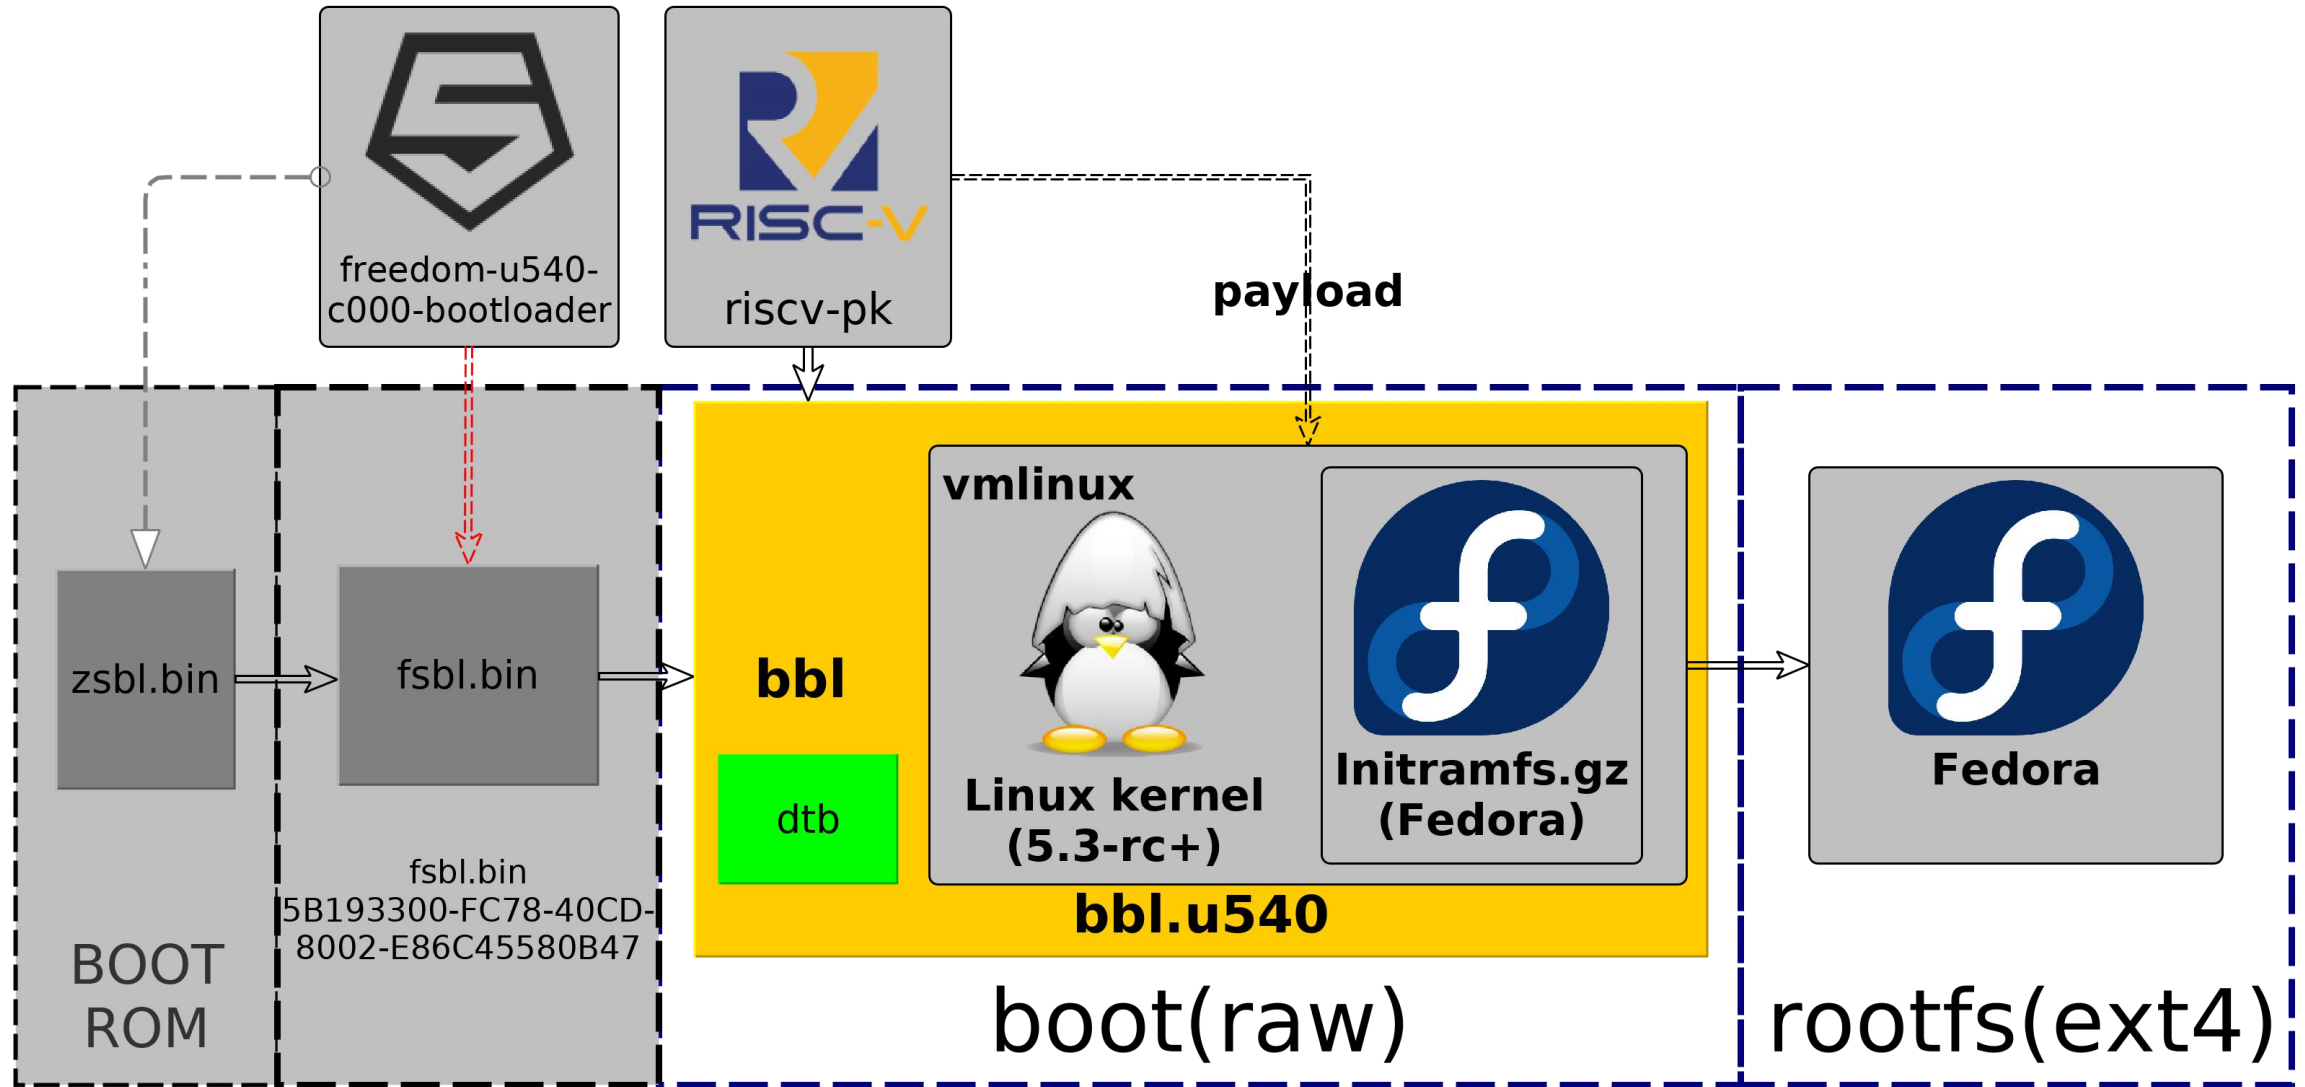 freedom-u540-
c000-bootloader
RISC-V
riscv-pk
payload
zsbl.bin
BOOT
ROM
fsbl.bin
fsbl.bin
5B193300-FC78-40CD-
8002-E86C45580B47
bbl
dtb
vmlinux
Linux kernel
(5.3-rc+)
Initramfs.gz
(Fedora)
bbl.u540
boot(raw)
Fedora
rootfs(ext4)